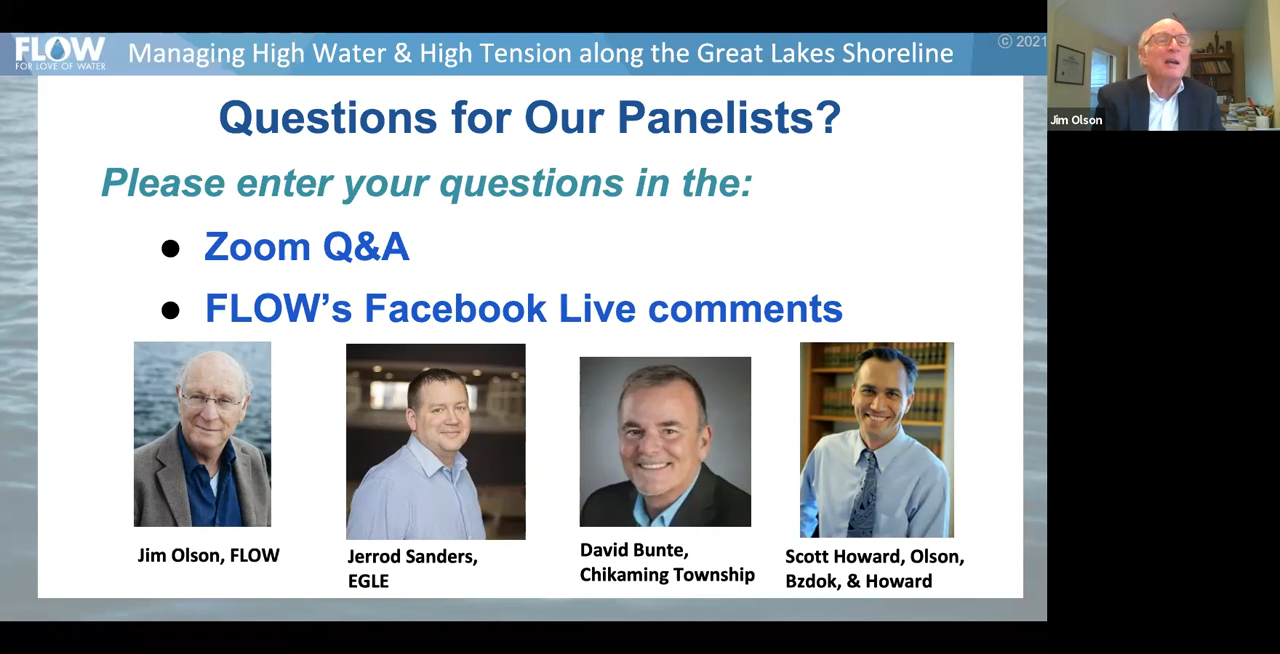 FLOW
FOR LOVE OF WATER
Managing High Water & High Tension along the Great Lakes Shoreline
© 2021
Questions for Our Panelists?
Please enter your questions in the:
● Zoom Q&A
● FLOW’s Facebook Live comments
Jim Olson, FLOW
Jerrod Sanders,
EGLE
David Bunte,
Chikaming Township
Scott Howard, Olson,
Bzdok, & Howard
Jim Olson